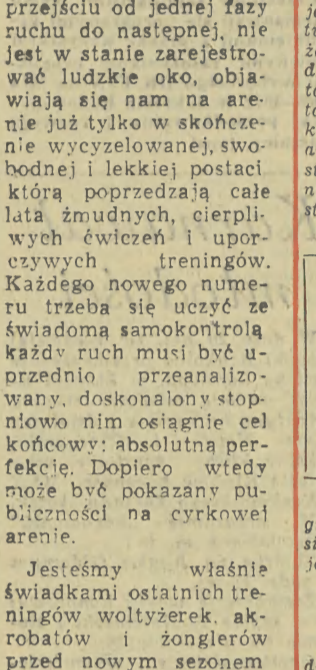 przejściu od jednej fazy
ruchu do następnej, nie
jest w stanie zarejestro-
wać ludzkie oko, obja-
wiają się nam na are-
nie już tylko w skończe-
nie wycyzelowanej, swo-
bodnej i lekkiej postaci
którą poprzedzają całe
lata żmudnych, cierpli-
wych ćwiczeń i upor-
czywych treningów.
Każdego nowego nume-
ru trzeba się uczyć ze
świadomą samokontrolą
każdy ruch musi być u-
przednio przeanalizo-
wany, doskonalony stop-
niowo nim osiągnie cel
końcowy: absolutną per-
fekcję. Dopiero wtedy
może być pokazany pu-
bliczności na cyrkowej
arenie.
Jesteśmy właśnie
świadkami ostatnich tre-
ningów woltyżerek, ak-
robatów i żonglerów
przed nowym sezonem